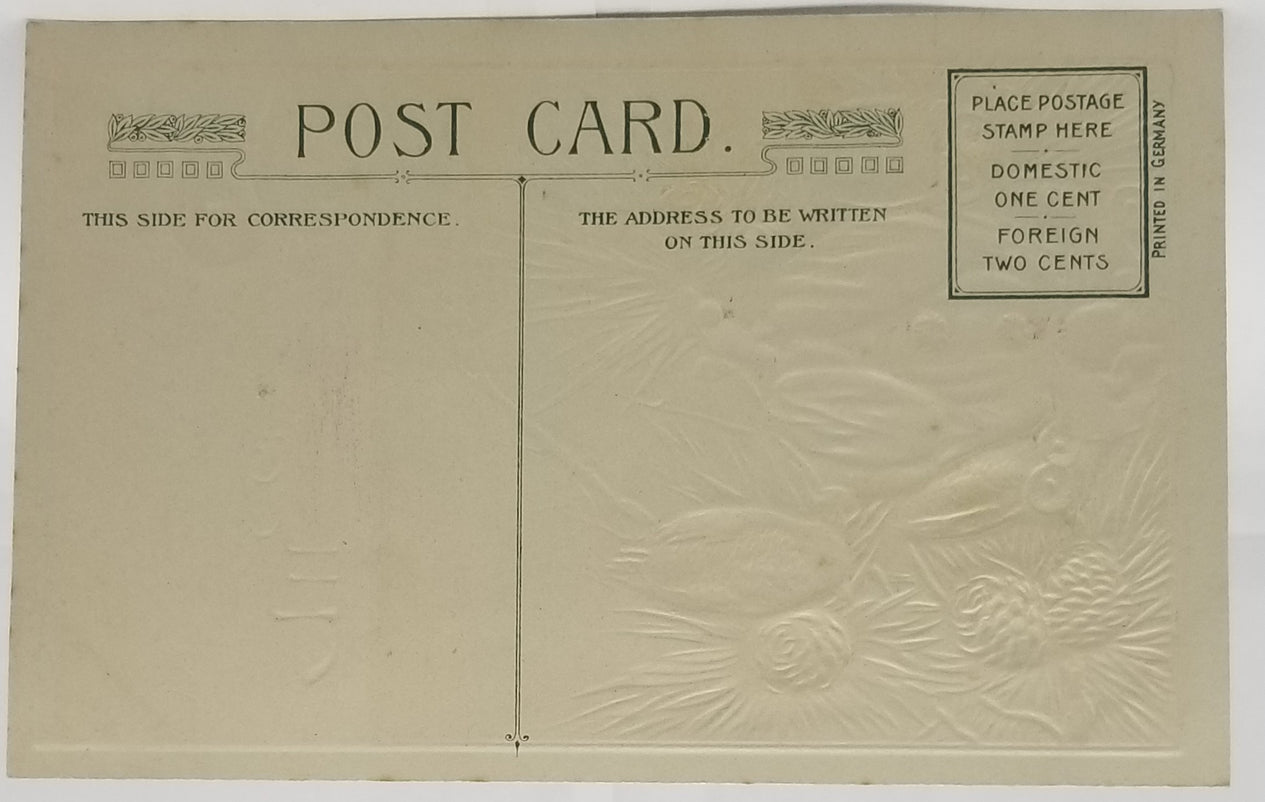 POST CARD.
THIS SIDE FOR CORRESPONDENCE.
THE ADDRESS TO BE WRITTEN
ON THIS SIDE.
PLACE POSTAGE
STAMP HERE
DOMESTIC
ONE CENT
FOREIGN
TWO CENTS
PRINTED IN GERMANY